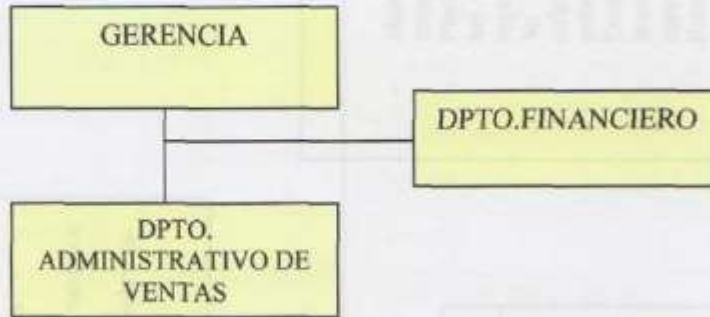 GERENCIA
DPTO.FINANCIERO
DPTO.
ADMINISTRATIVO DE
VENTAS